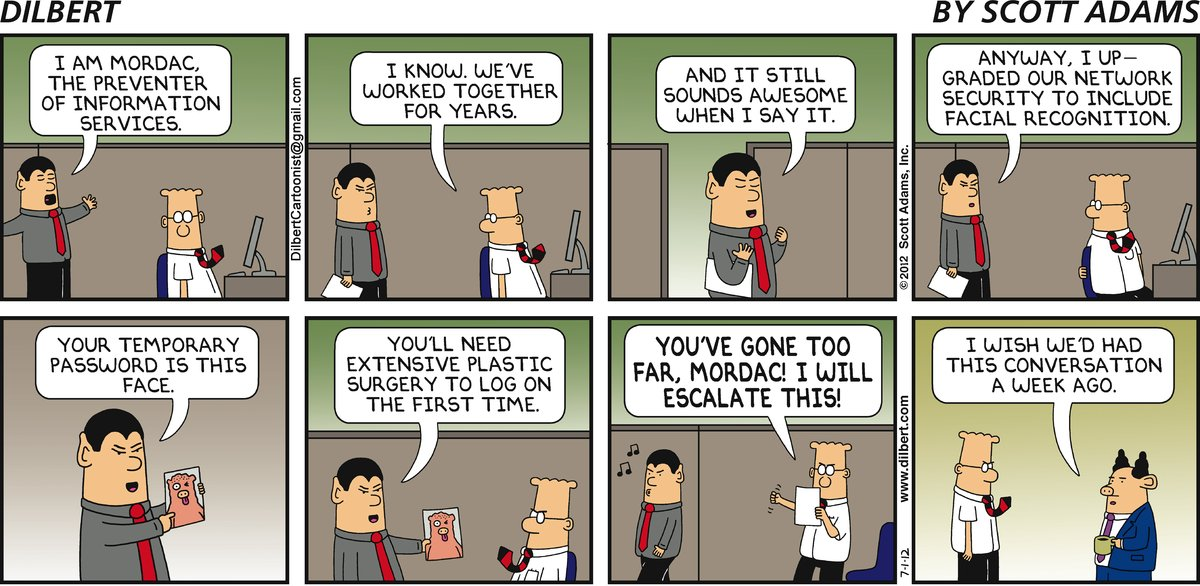 DILBERT
BY SCOTT ADAMS
I AM MORDAC,
THE PREVENTER
OF INFORMATION
SERVICES.
DilbertCartoonist@gmail.com
I KNOW. WE'VE
WORKED TOGETHER
FOR YEARS.
AND IT STILL
SOUNDS AWESOME
WHEN I SAY IT.
©2012 Scott Adams, Inc.
ANYWAY, I UP-
GRADED OUR NETWORK
SECURITY TO INCLUDE
FACIAL RECOGNITION.
YOUR TEMPORARY
PASSWORD IS THIS
FACE.
YOU'LL NEED
EXTENSIVE PLASTIC
SURGERY TO LOG ON
THE FIRST TIME.
YOU'VE GONE TOO
FAR, MORDAC! I WILL
ESCALATE THIS!
7-1-12 www.dilbert.com
I WISH WE'D HAD
THIS CONVERSATION
A WEEK AGO.